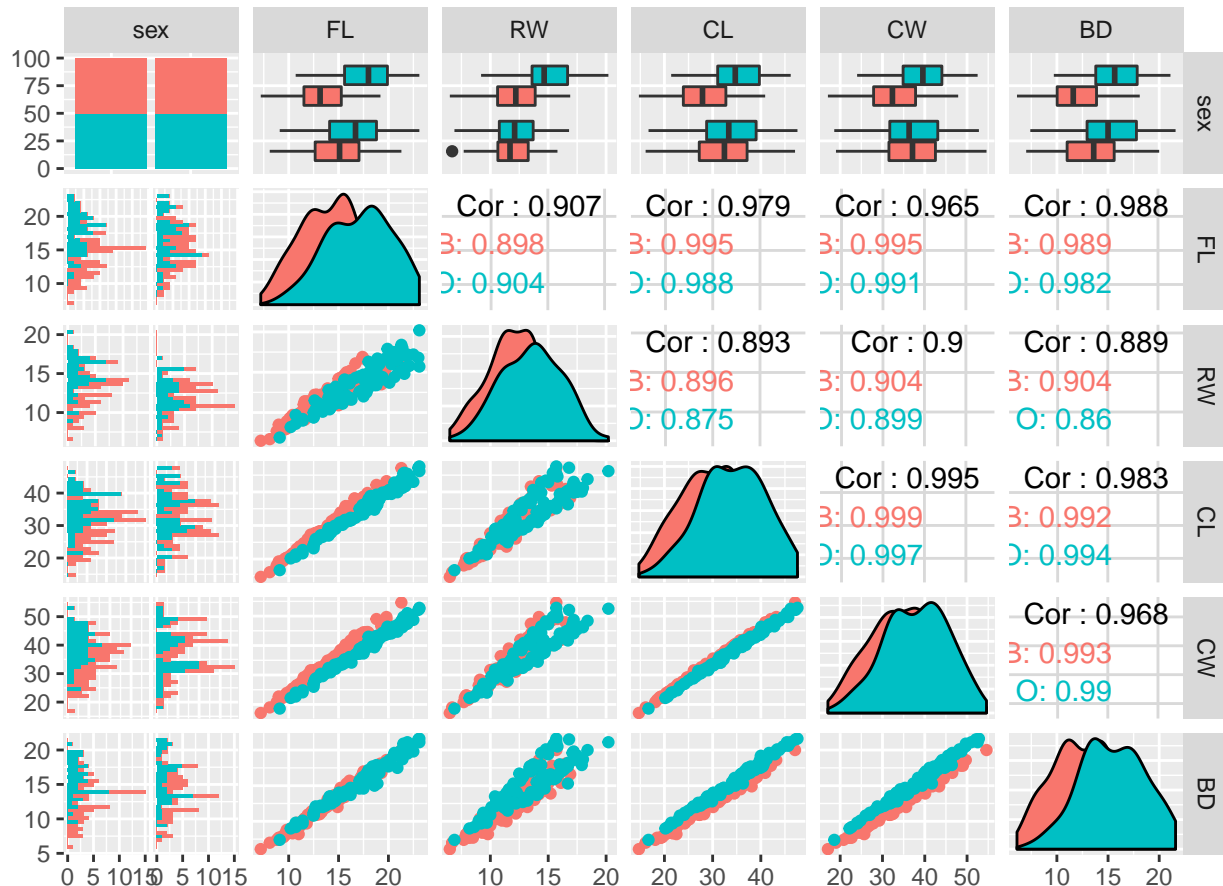 sex FL RW CL CW BD
100
75
50
25
0
sex
20
15
10
Cor : 0.907
B: 0.898
O: 0.904
Cor : 0.979
B: 0.995
O: 0.988
Cor : 0.965
B: 0.995
O: 0.991
Cor : 0.988
B: 0.989
O: 0.982
FL
20
15
10
Cor : 0.893
B: 0.896
O: 0.875
Cor : 0.9
B: 0.904
O: 0.899
Cor : 0.889
B: 0.904
O: 0.86
RW
40
30
20
Cor : 0.995
B: 0.999
O: 0.997
Cor : 0.983
B: 0.992
O: 0.994
CL
50
40
30
20
Cor : 0.968
B: 0.993
O: 0.99
CW
20
15
10
5
BD
0 5 10 15 0 5 10 15 10 15 20 10 15 20 20 30 40 20 30 40 50 10 15 20